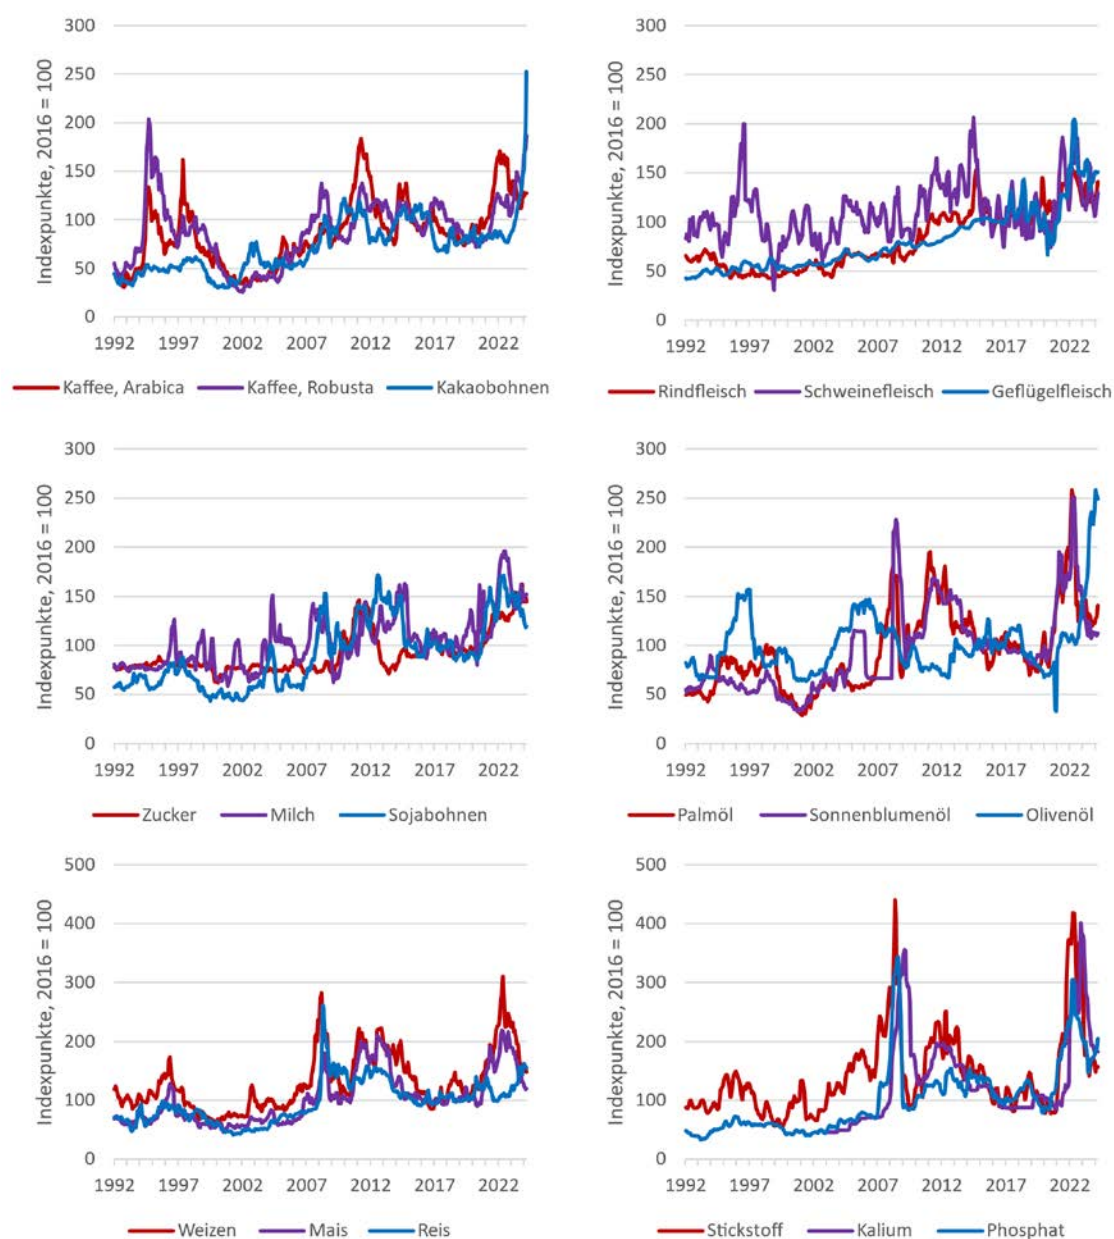 Indexpunkte, 2016 = 100
300
250
200
150
100
50
0
1992 1997 2002 2007 2012 2017 2022
Kaffee, Arabica Kaffee, Robusta Kakaobohnen
Indexpunkte, 2016 = 100
300
250
200
150
100
50
0
1992 1997 2002 2007 2012 2017 2022
Rindfleisch Schweinefleisch Geflügelfleisch
Indexpunkte, 2016 = 100
300
250
200
150
100
50
0
1992 1997 2002 2007 2012 2017 2022
Zucker Milch Sojabohnen
Indexpunkte, 2016 = 100
300
250
200
150
100
50
0
1992 1997 2002 2007 2012 2017 2022
Palmöl Sonnenblumenöl Olivenöl
Indexpunkte, 2016 = 100
500
400
300
200
100
0
1992 1997 2002 2007 2012 2017 2022
Weizen Mais Reis
Indexpunkte, 2016 = 100
500
400
300
200
100
0
1992 1997 2002 2007 2012 2017 2022
Stickstoff Kalium Phosphat